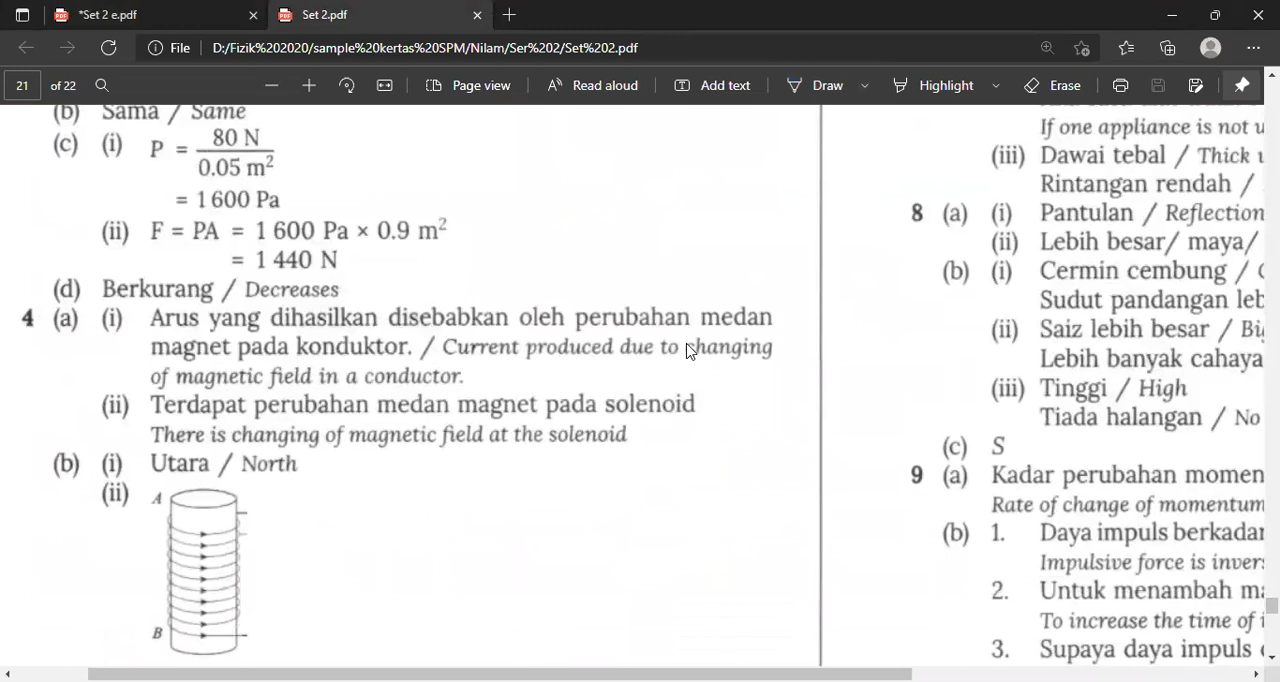 *Set 2 e.pdf
Set 2.pdf
File
D:/Fizik%202020/sample%20kertas%20SPM/Nilam/Ser%202/Set%202.pdf
21 of 22
Page view
Read aloud
Add text
Draw
Highlight
Erase
(b) Sama / Same
(c) (i) P = 80 N
0.05 m²
= 1 600 Pa
(ii) F = PA = 1 600 Pa × 0.9 m²
= 1 440 N
(d) Berkurang / Decreases
4 (a) (i) Arus yang dihasilkan disebabkan oleh perubahan medan
magnet pada konduktor. / Current produced due to changing
of magnetic field in a conductor.
(ii) Terdapat perubahan medan magnet pada solenoid
There is changing of magnetic field at the solenoid
(b) (i) Utara / North
(ii)
A
B
If one appliance is not
(iii) Dawai tebal / Thick
Rintangan rendah /
8 (a) (i) Pantulan / Reflection
(ii) Lebih besar/ maya/
(b) (i) Cermin cembung /
Sudut pandangan
(ii) Saiz lebih besar /
Lebih banyak cahaya
(iii) Tinggi / High
Tiada halangan / No
(c) S
9 (a) Kadar perubahan
Rate of change of momentum
(b) 1. Daya impuls
Impulsive force is
2. Untuk menambah
To increase the time of
3. Supaya daya impuls